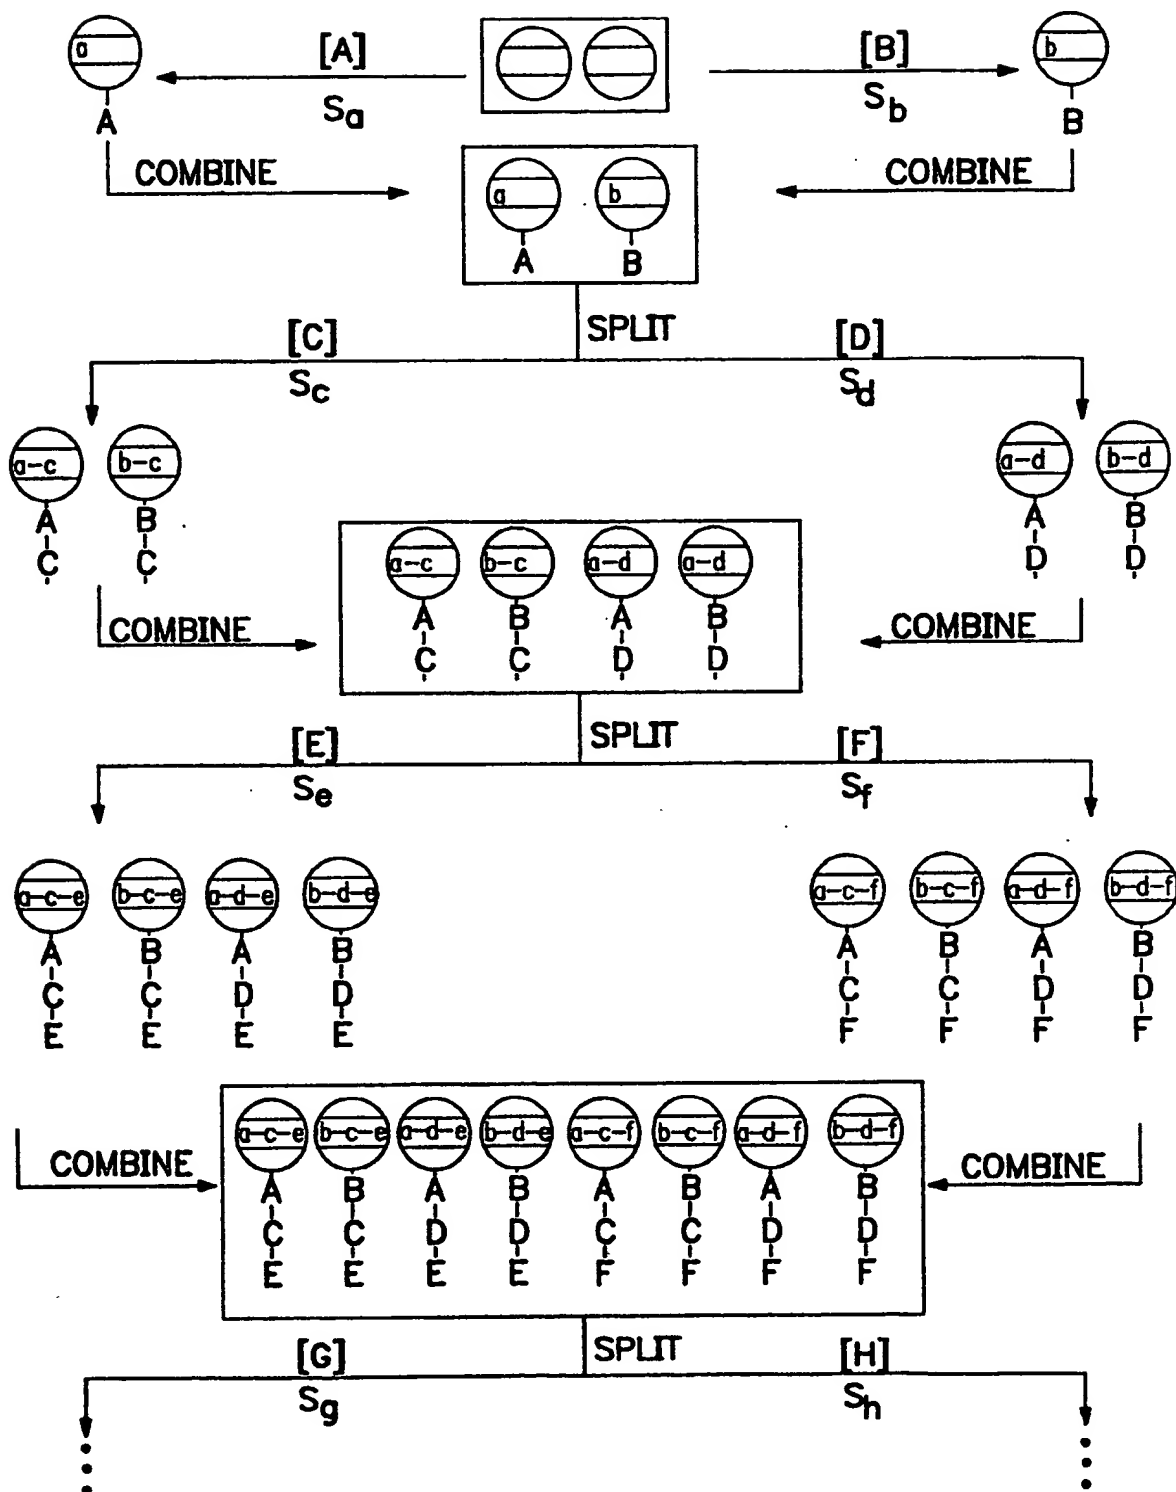 [A] [B]
a b
Sa Sb
A B
COMBINE COMBINE
a b
A B
SPLIT
[C] [D]
Sc Sd
a-c b-c a-d b-d
A B A B
C C D D
a-c b-c a-d a-d
A B A B
C C D D
COMBINE COMBINE
SPLIT
[E] [F]
Se Sf
a-c-e b-c-e a-d-e b-d-e a-c-f b-c-f a-d-f b-d-f
A B A B A B A B
C C D D C C D D
E E E E F F F F
a-c-e b-c-e a-d-e b-d-e a-c-f b-c-f a-d-f b-d-f
COMBINE COMBINE
A B A B A B A B
C C D D C C D D
E E E E F F F F
SPLIT
[G] [H]
Sg Sh